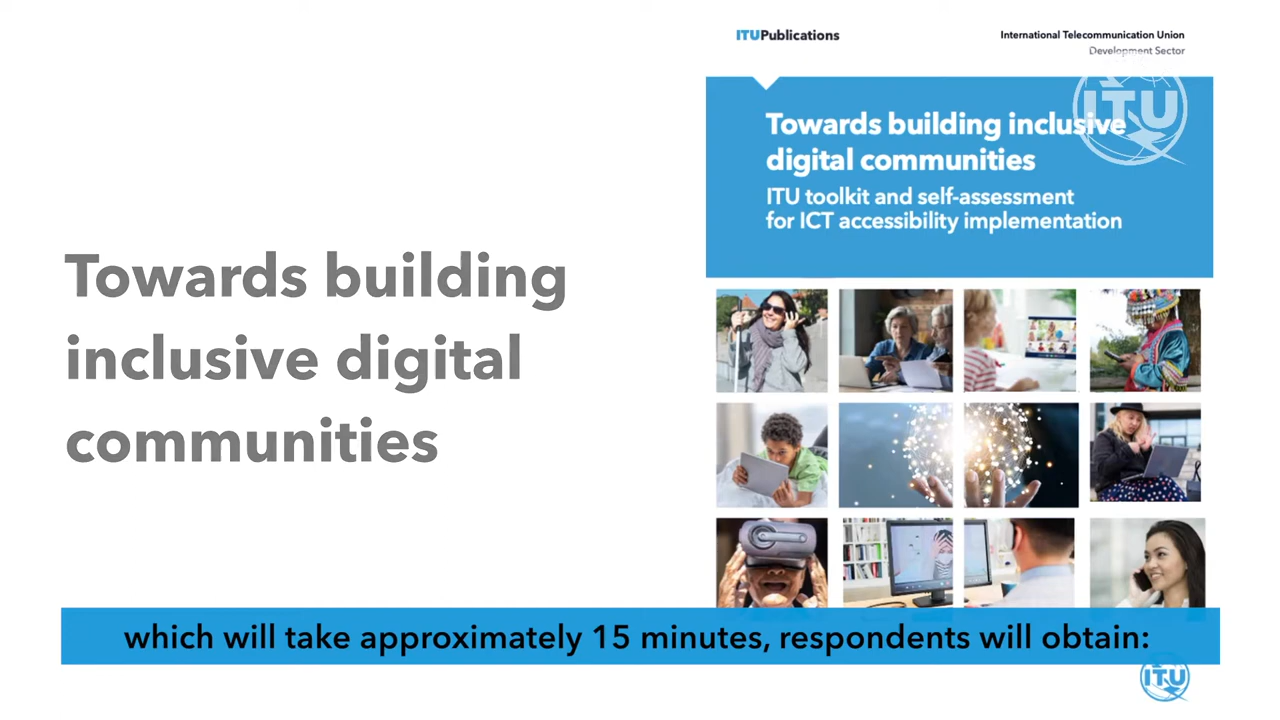 ITUPublications
International Telecommunication Union
Development Sector
ITU
Towards building inclusive
digital communities
ITU toolkit and self-assessment
for ICT accessibility implementation
Towards building
inclusive digital
communities
which will take approximately 15 minutes, respondents will obtain:
ITU